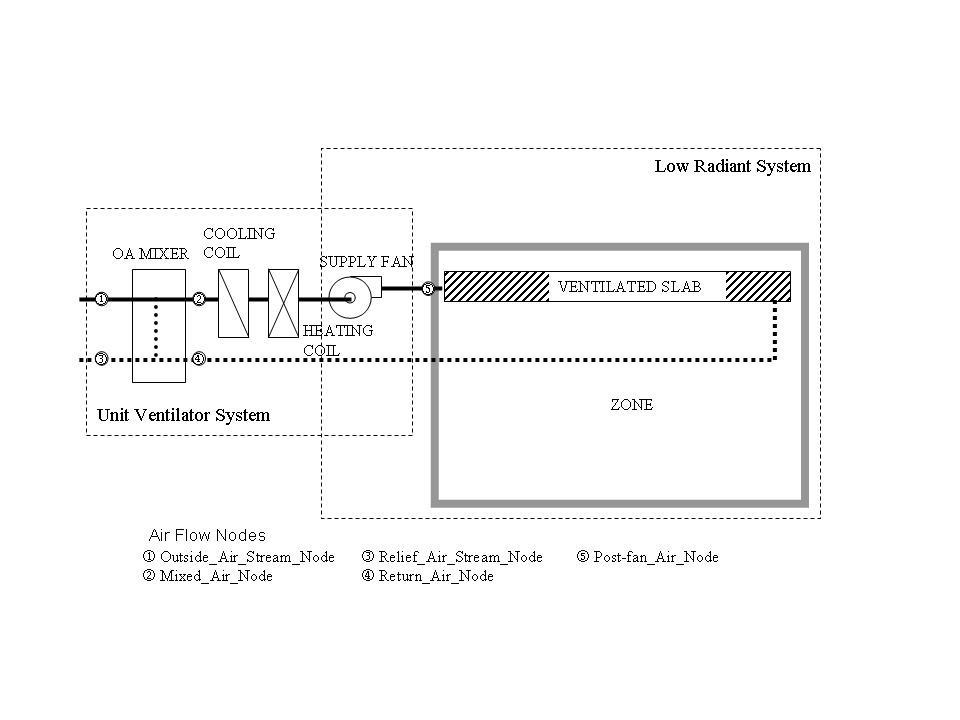 Low Radiant System
COOLING
COIL
OA MIXER
SUPPLY FAN
① ② ⑤
VENTILATED SLAB
HEATING
COIL
③ ④
ZONE
Unit Ventilator System
Air Flow Nodes
① Outside_Air_Stream_Node ③ Relief_Air_Stream_Node ⑤ Post-fan_Air_Node
② Mixed_Air_Node ④ Return_Air_Node